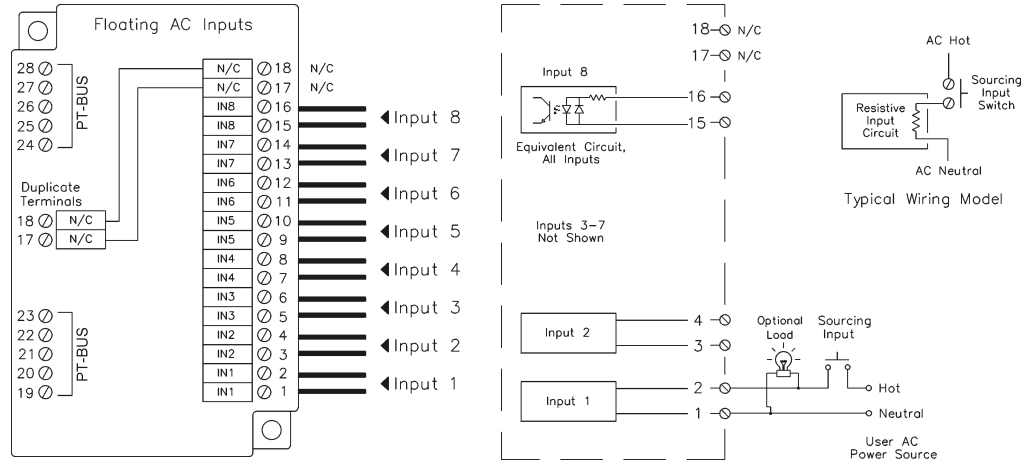 Floating AC Inputs
28
27
26
25
24
PT-BUS
Duplicate
Terminals
18 N/C
17 N/C
23
22
21
20
19
PT-BUS
N/C 18 N/C
N/C 17 N/C
IN8 16
IN8 15
Input 8
IN7 14
IN7 13
Input 7
IN6 12
IN6 11
Input 6
IN5 10
IN5 9
Input 5
IN4 8
IN4 7
Input 4
IN3 6
IN3 5
Input 3
IN2 4
IN2 3
Input 2
IN1 2
IN1 1
Input 1
18 N/C
17 N/C
Input 8
16
15
Equivalent Circuit,
All Inputs
Inputs 3-7
Not Shown
Input 2
4
3
Input 1
2
1
Optional
Load
Sourcing
Input
Hot
Neutral
User AC
Power Source
AC Hot
Sourcing
Input
Switch
Resistive
Input
Circuit
AC Neutral
Typical Wiring Model